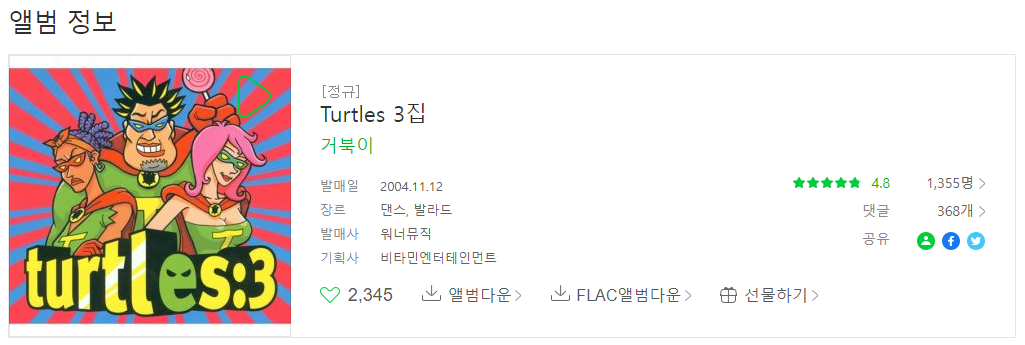 앨범 정보
turtles:3
[정규]
Turtles 3집
거북이
발매일 2004.11.12
장르 댄스, 발라드
발매사 워너뮤직
기획사 비타민엔터테인먼트
4.8 1,355명
댓글 368개
공유
2,345 앨범다운 FLAC앨범다운 선물하기